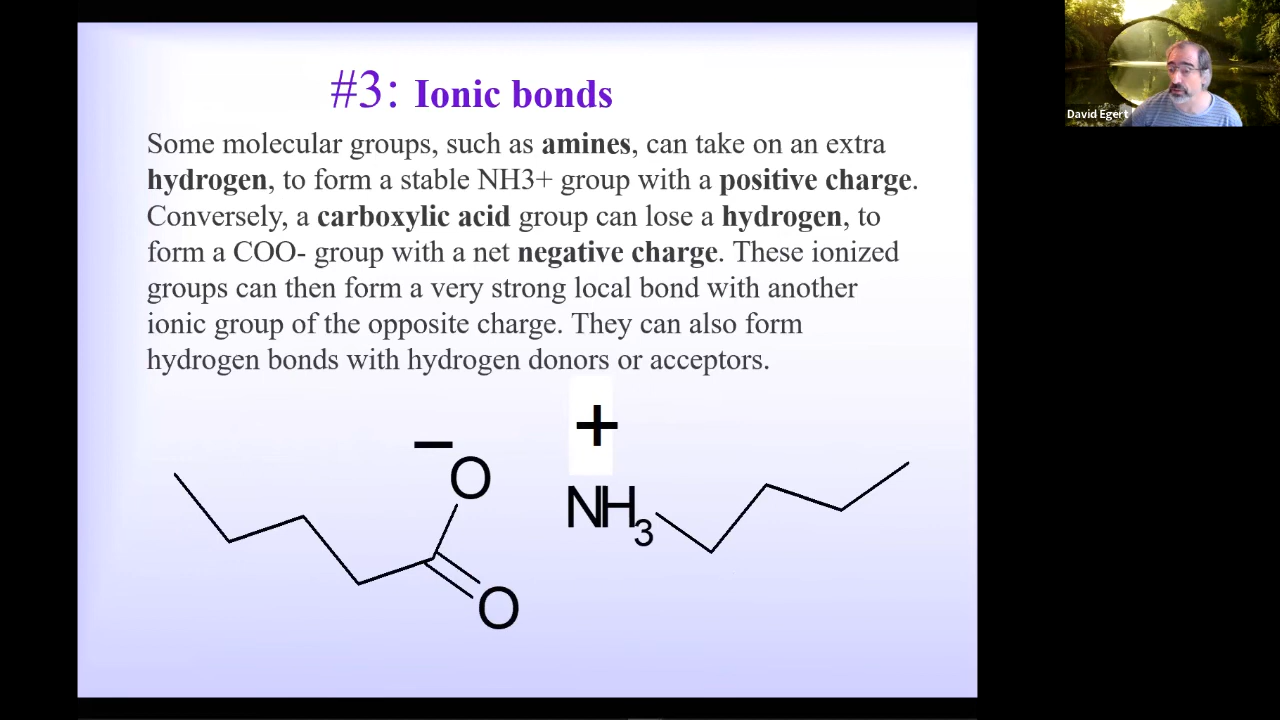 #3: Ionic bonds
Some molecular groups, such as amines, can take on an extra
hydrogen, to form a stable NH3+ group with a positive charge.
Conversely, a carboxylic acid group can lose a hydrogen, to
form a COO- group with a net negative charge. These ionized
groups can then form a very strong local bond with another
ionic group of the opposite charge. They can also form
hydrogen bonds with hydrogen donors or acceptors.
+
–
O
NH3
O
David Egert